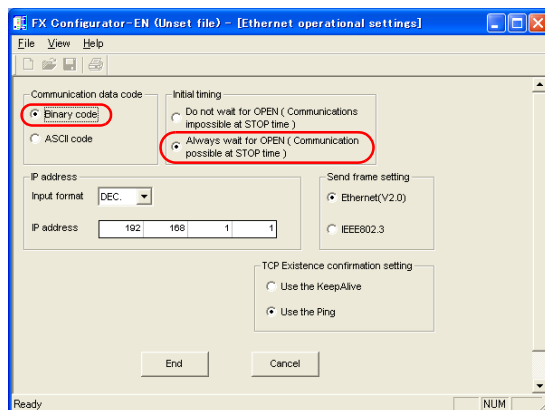 FX Configurator-EN (Unset file) - [Ethernet operational settings]
File View Help
Communication data code
Binary code
ASCII code
Initial timing
Do not wait for OPEN ( Communications
impossible at STOP time )
Always wait for OPEN ( Communication
possible at STOP time )
IP address
Input format DEC.
IP address 192 168 1 1
Send frame setting
Ethernet(V2.0)
IEEE802.3
TCP Existence confirmation setting
Use the KeepAlive
Use the Ping
End Cancel
Ready NUM